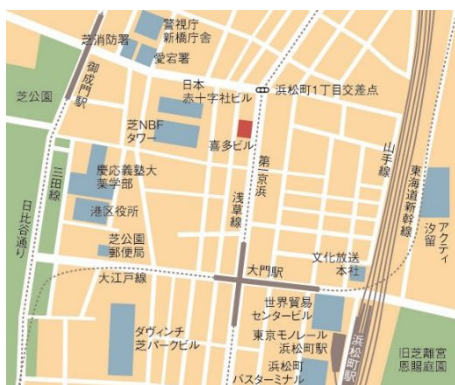 警視庁
新橋庁舎
芝消防署
愛宕署
御成門駅
日本
赤十字社ビル
浜松町1丁目交差点
芝公園
芝NBF
タワー
喜多ビル
第一京浜
山手線
三田線
慶応義塾大
薬学部
浅草線
東海道新幹線
日比谷通り
港区役所
アクティ
汐留
芝公園
郵便局
大門駅
文化放送
本社
大江戸線
世界貿易
センタービル
ダヴィンチ
芝パークビル
東京モノレール
浜松町駅
浜松町駅
旧芝離宮
恩賜庭園
浜松町
バスターミナル